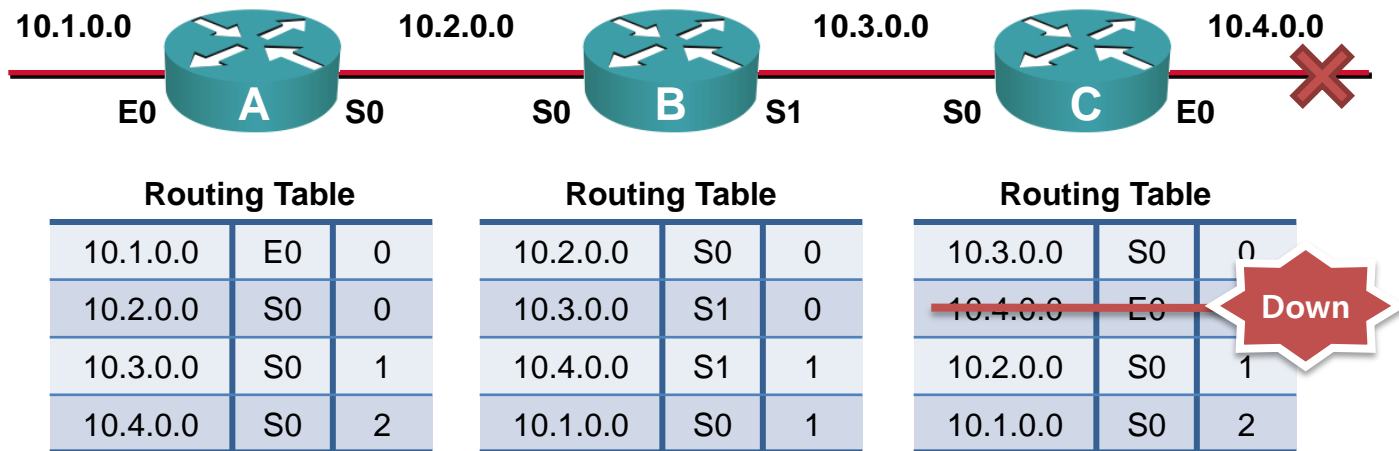 10.1.0.0 10.2.0.0 10.3.0.0 10.4.0.0
A B C
E0 S0 S0 S1 S0 E0
Routing Table
10.1.0.0 E0 0
10.2.0.0 S0 0
10.3.0.0 S0 1
10.4.0.0 S0 2
Routing Table
10.2.0.0 S0 0
10.3.0.0 S1 0
10.4.0.0 S1 1
10.1.0.0 S0 1
Routing Table
10.3.0.0 S0 0
10.4.0.0 E0 Down
10.2.0.0 S0 1
10.1.0.0 S0 2